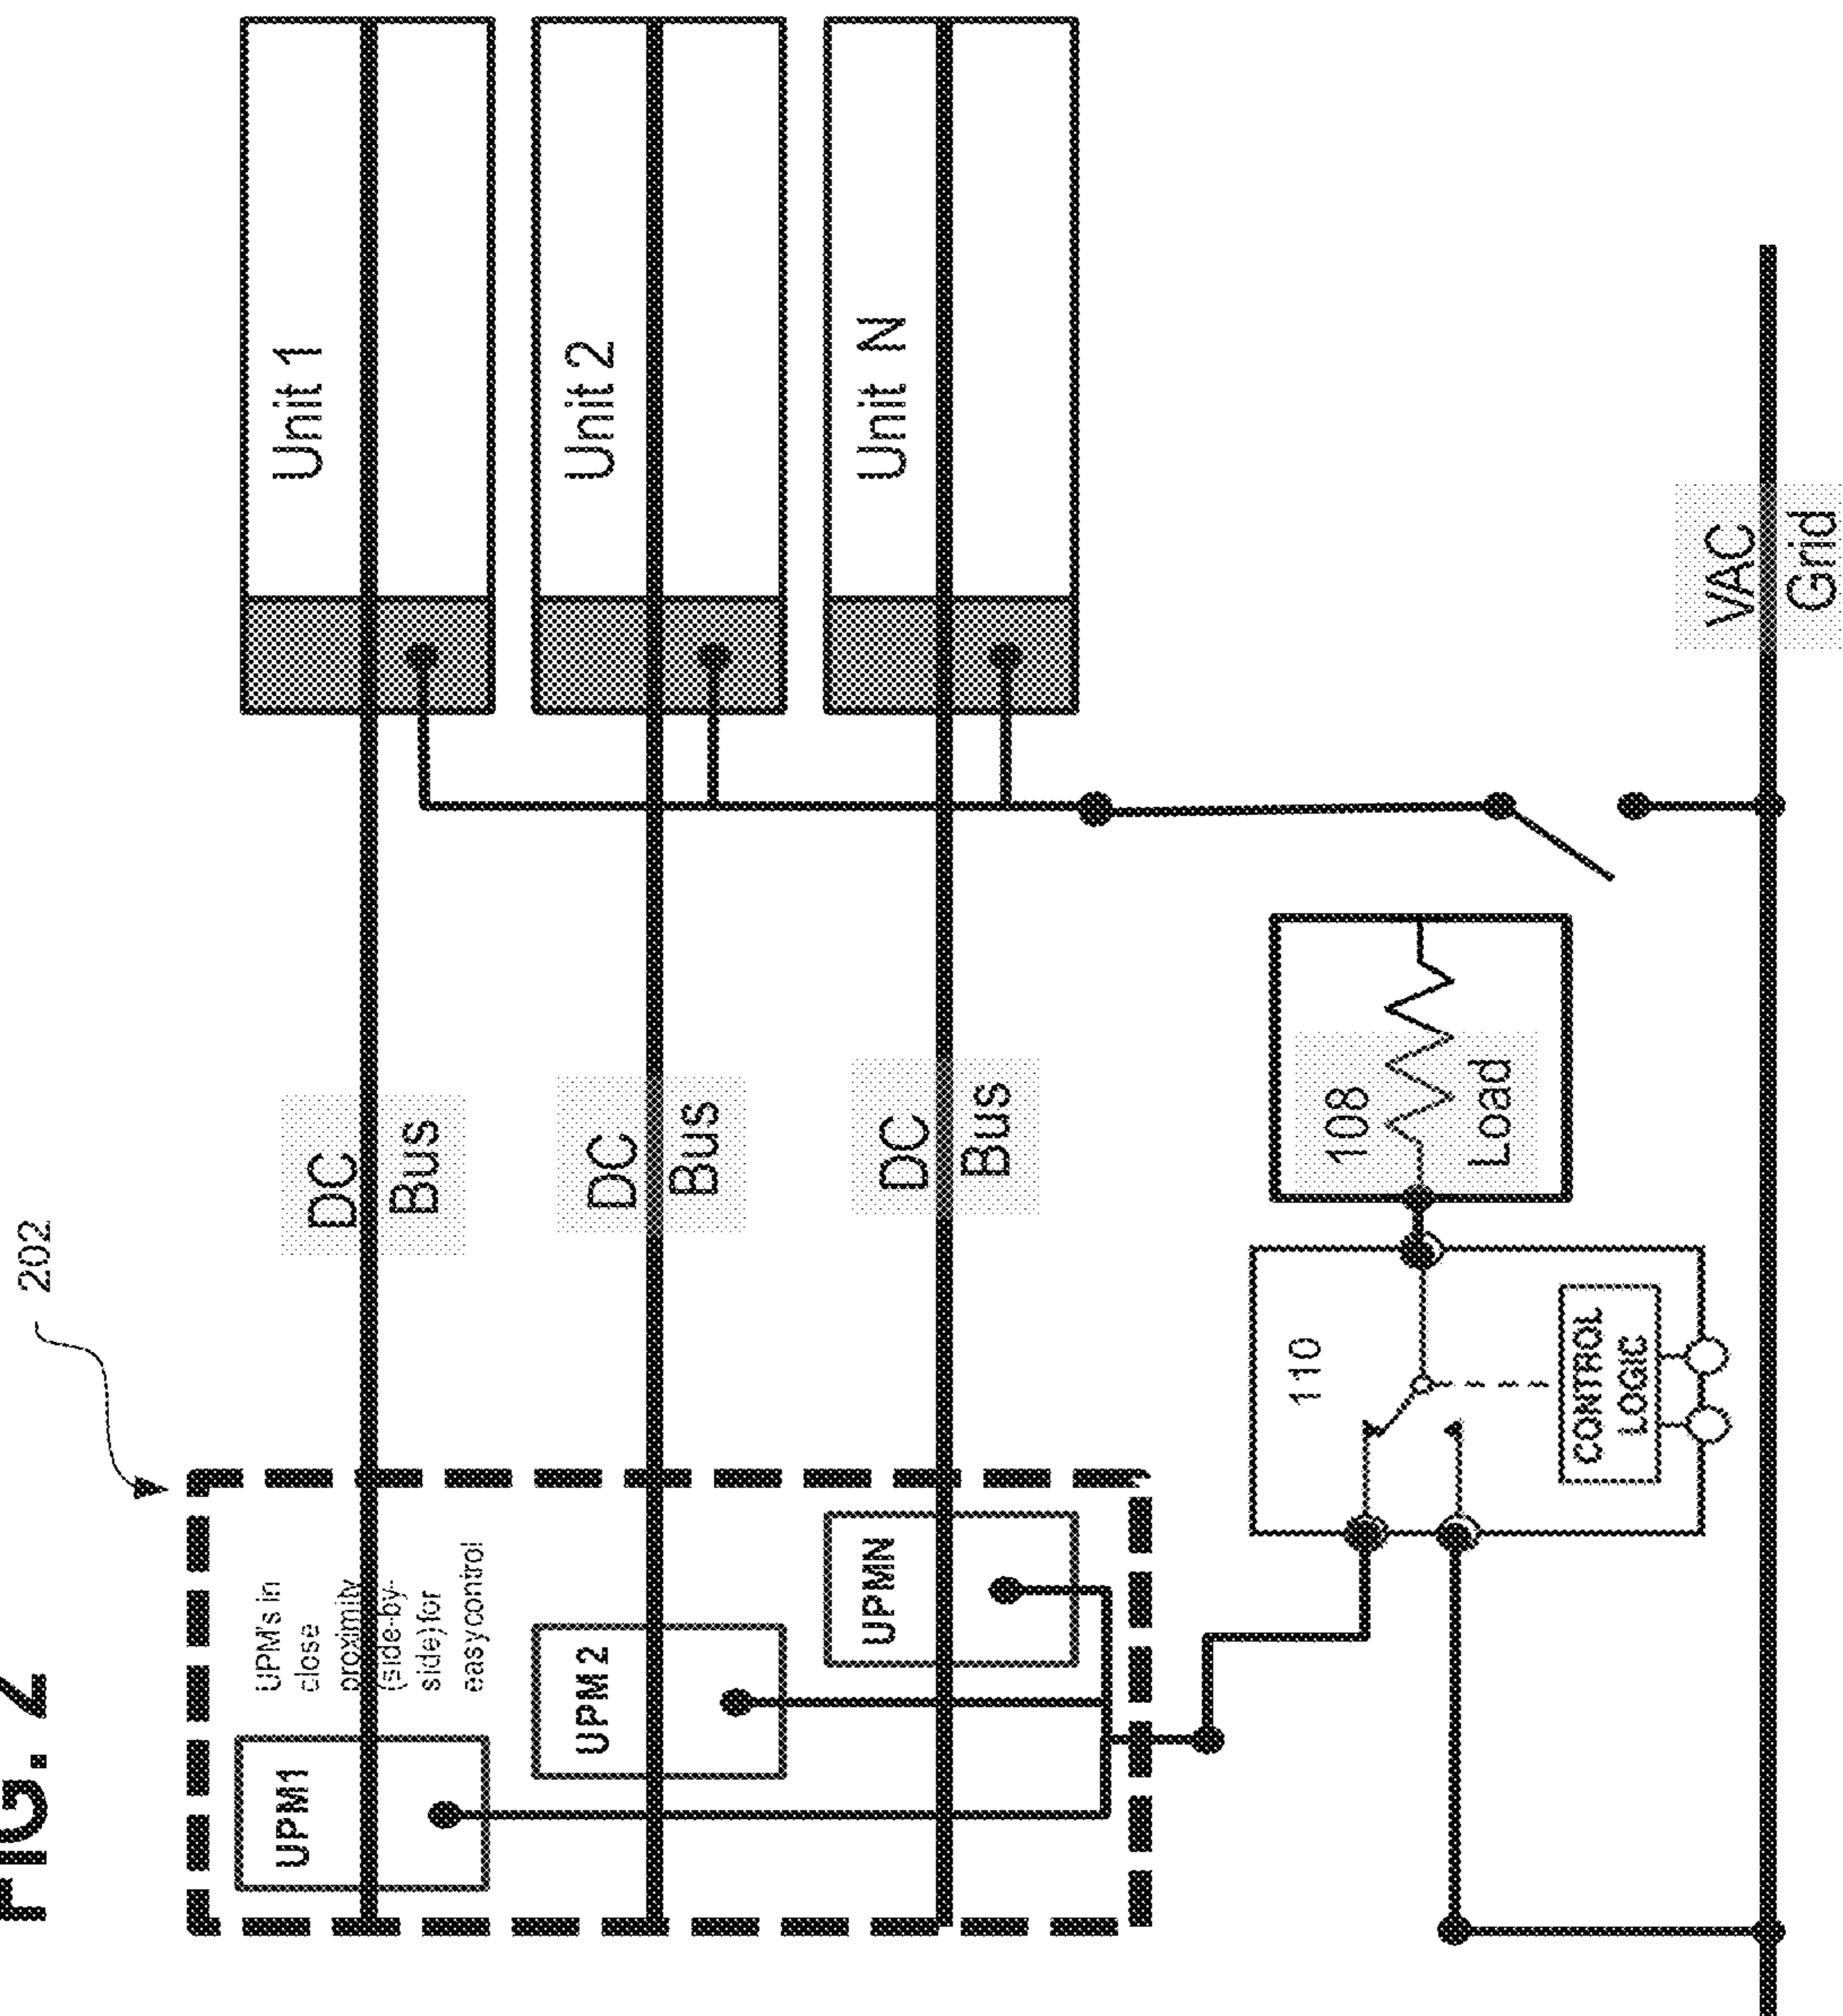 FIG. 2
202
UPM's in
close
proximity
(side-by-
side) for
easy control
UPM1
UPM 2
UPMN
DC
Bus
DC
Bus
DC
Bus
Unit 1
Unit 2
Unit N
110
CONTROL
LOGIC
108
Load
VAC
Grid